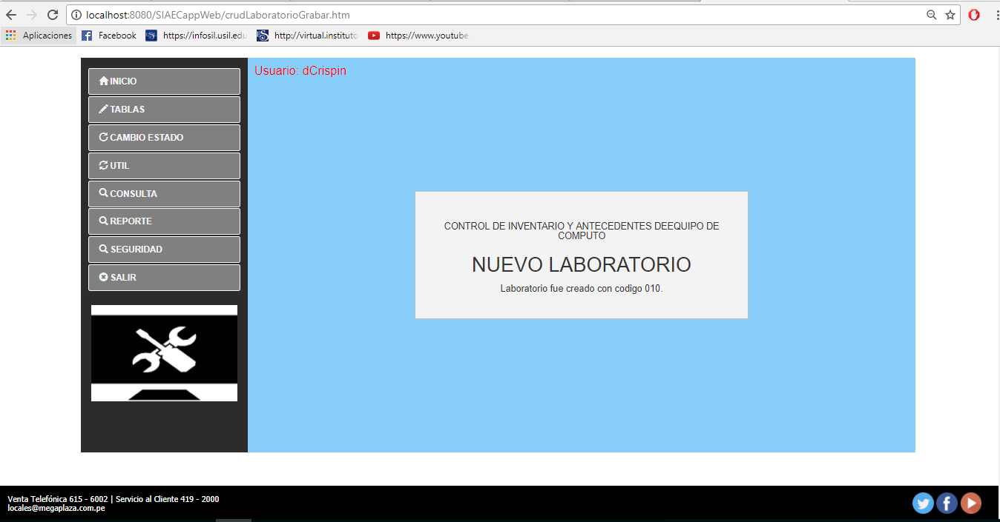 localhost:8080/SIAECappWeb/crudLaboratorioGrabar.htm
Aplicaciones Facebook https://infosil.usil.edu http://virtual.instituto https://www.youtube
Usuario: dCrispin
INICIO
TABLAS
CAMBIO ESTADO
UTIL
CONSULTA
REPORTE
SEGURIDAD
SALIR
CONTROL DE INVENTARIO Y ANTECEDENTES DEEQUIPO DE
COMPUTO
NUEVO LABORATORIO
Laboratorio fue creado con codigo 010.
Venta Telefónica 615 - 6002 | Servicio al Cliente 419 - 2000
locales@megaplaza.com.pe